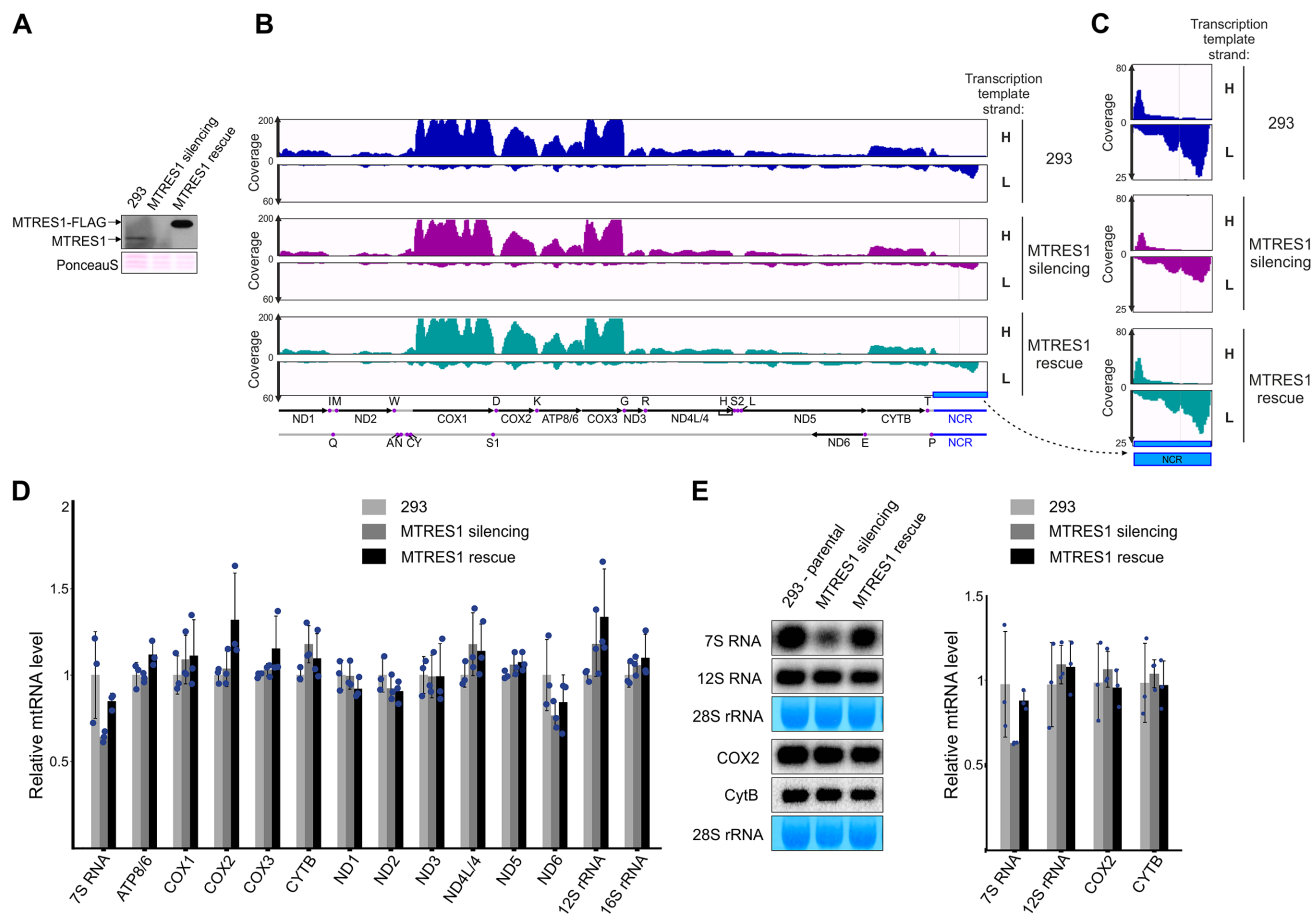 A
293
MTRES1 silencing
MTRES1 rescue
MTRES1-FLAG
MTRES1
PonceauS
B
Transcription
template
strand:
200
Coverage
0
60
H
L
293
200
Coverage
0
60
H
L
MTRES1
silencing
200
Coverage
0
60
H
L
MTRES1
rescue
IM W D K G R H S2 L T
ND1 ND2 COX1 COX2 ATP8/6 COX3 ND3 ND4L/4 ND5 CYTB NCR
Q AN CY S1 ND6 E P NCR
C
Transcription
template
strand:
80
Coverage
0
25
H
L
293
80
Coverage
0
25
H
L
MTRES1
silencing
80
Coverage
0
25
H
L
MTRES1
rescue
NCR
D
293
MTRES1 silencing
MTRES1 rescue
Relative mtRNA level
2
1.5
1
0.5
7S RNA
ATP8/6
COX1
COX2
COX3
CYTB
ND1
ND2
ND3
ND4L/4
ND5
ND6
12S rRNA
16S rRNA
E
293 - parental
MTRES1 silencing
MTRES1 rescue
7S RNA
12S RNA
28S rRNA
COX2
CytB
28S rRNA
293
MTRES1 silencing
MTRES1 rescue
Relative mtRNA level
1.5
1
0.5
7S RNA
12S rRNA
COX2
CYTB